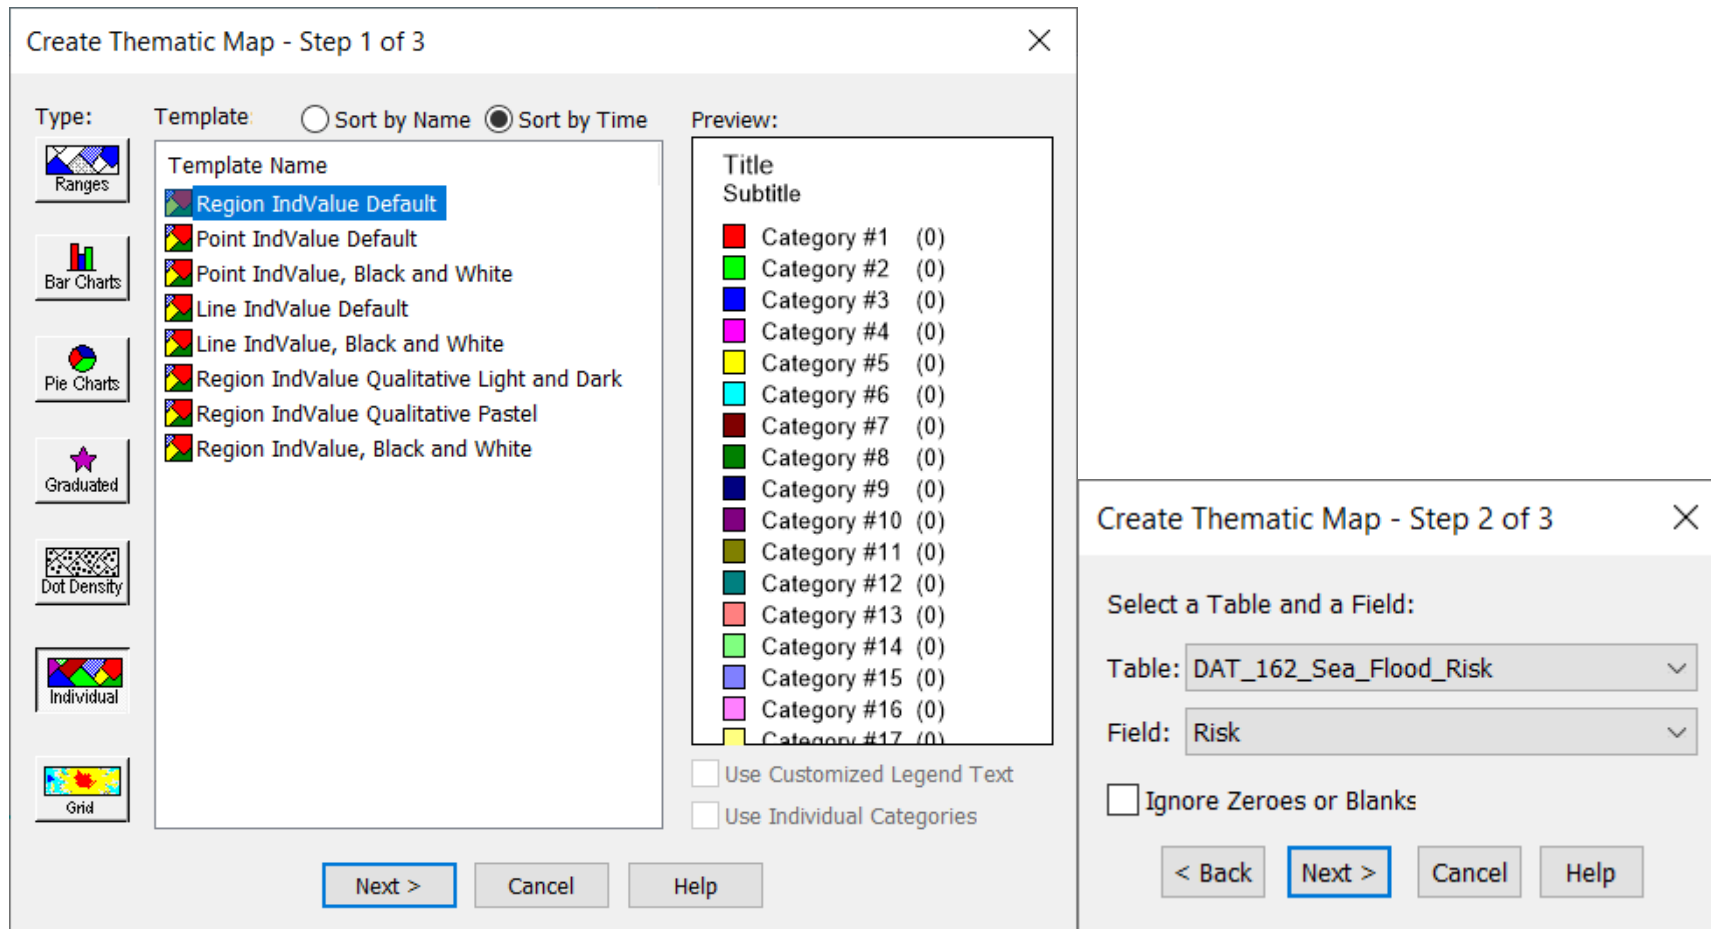 Create Thematic Map - Step 1 of 3
Type:
Template
Sort by Name
Sort by Time
Preview:
Ranges
Bar Charts
Pie Charts
Graduated
Dot Density
Individual
Grid
Template Name
Region IndValue Default
Point IndValue Default
Point IndValue, Black and White
Line IndValue Default
Line IndValue, Black and White
Region IndValue Qualitative Light and Dark
Region IndValue Qualitative Pastel
Region IndValue, Black and White
Title
Subtitle
Category #1 (0)
Category #2 (0)
Category #3 (0)
Category #4 (0)
Category #5 (0)
Category #6 (0)
Category #7 (0)
Category #8 (0)
Category #9 (0)
Category #10 (0)
Category #11 (0)
Category #12 (0)
Category #13 (0)
Category #14 (0)
Category #15 (0)
Category #16 (0)
Category #17 (0)
Use Customized Legend Text
Use Individual Categories
Next >
Cancel
Help
Create Thematic Map - Step 2 of 3
Select a Table and a Field:
Table: DAT_162_Sea_Flood_Risk
Field: Risk
Ignore Zeroes or Blanks
< Back
Next >
Cancel
Help